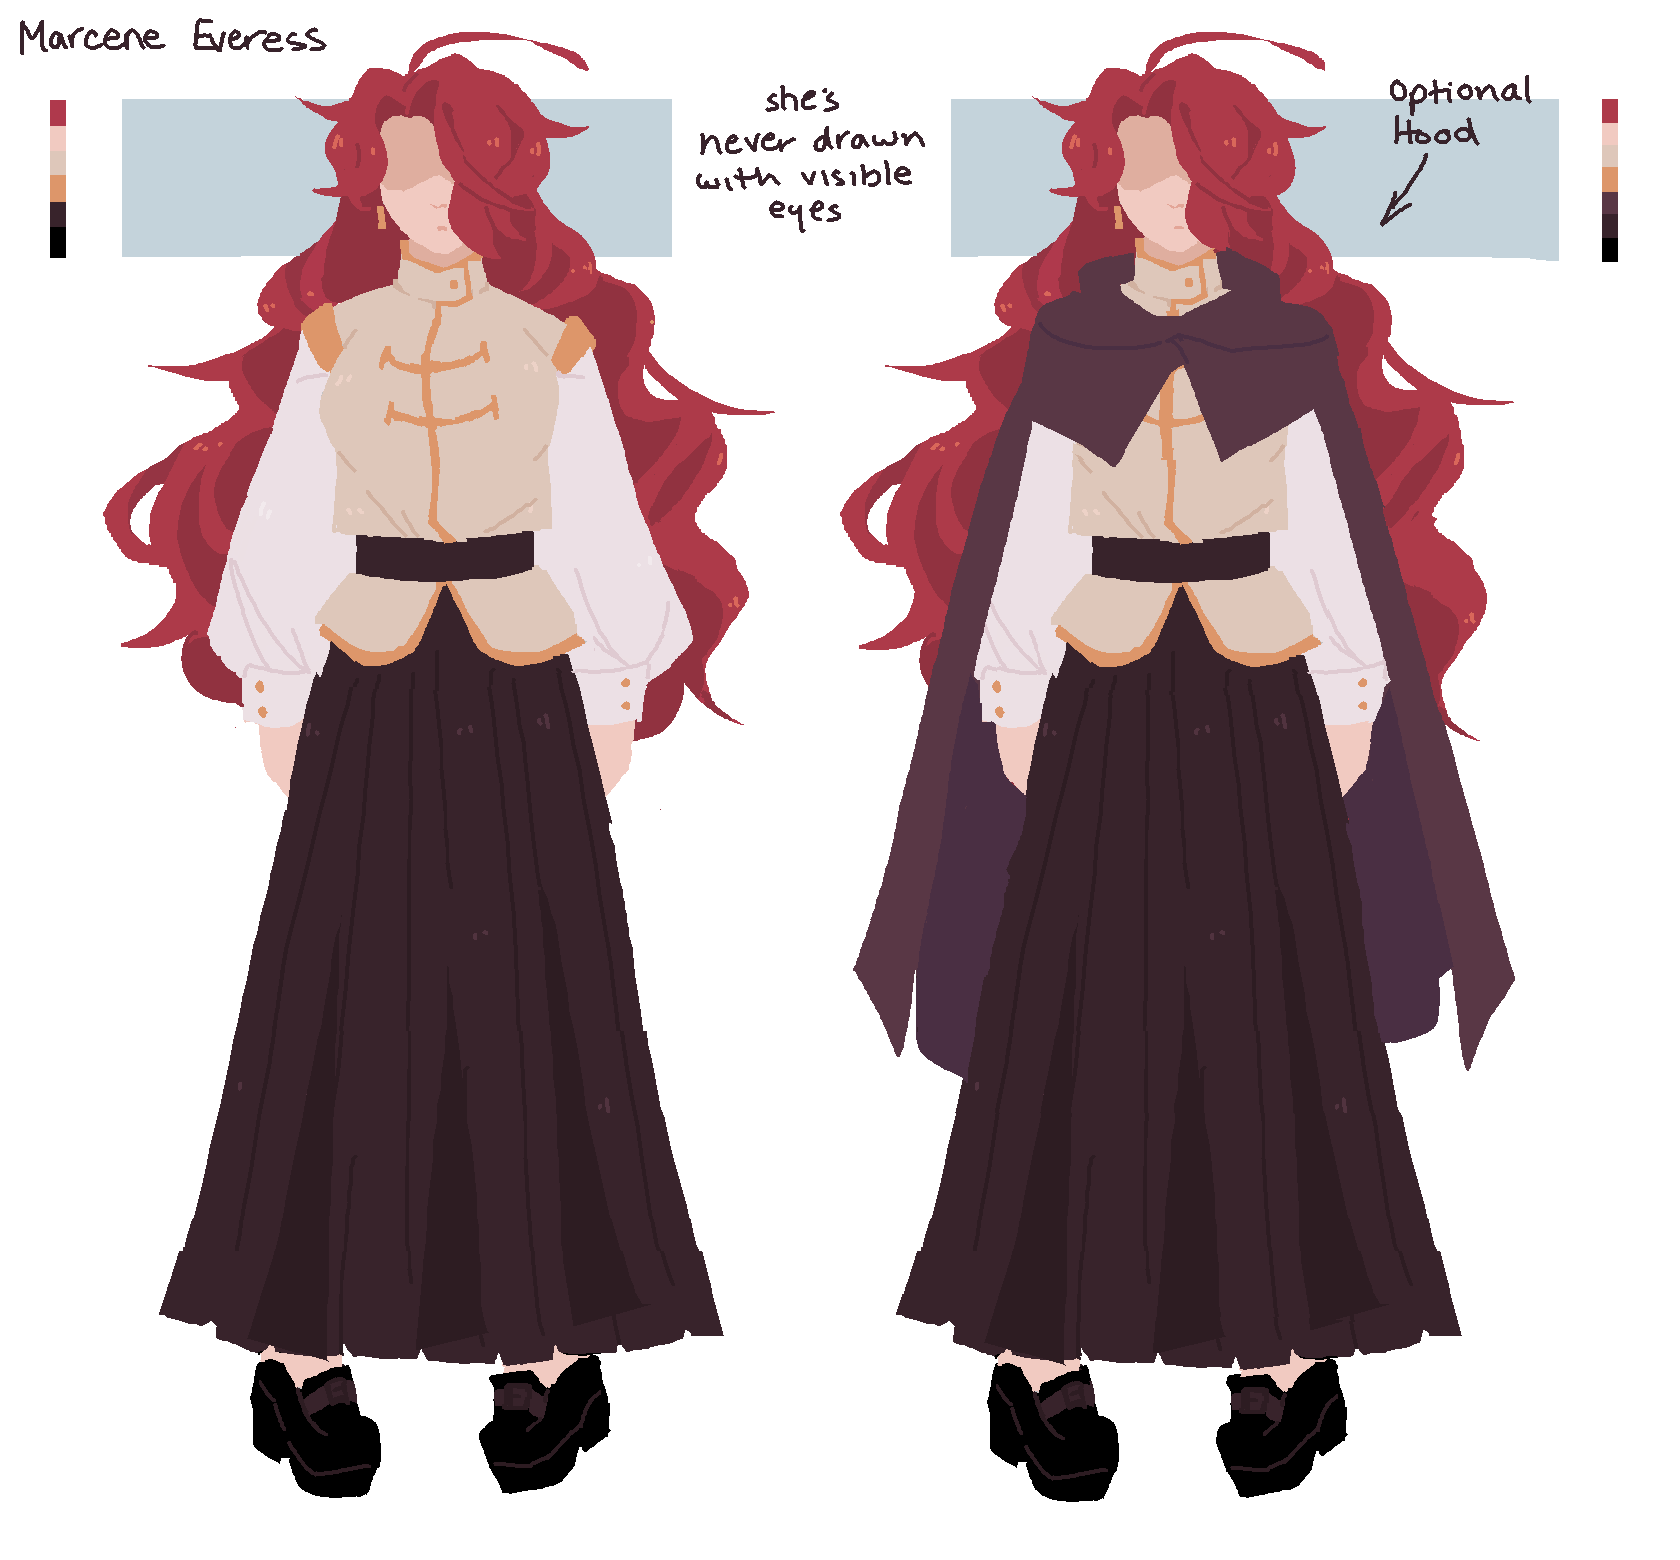 Marcene Everess
she's
never drawn
with visible
eyes
Optional
Hood